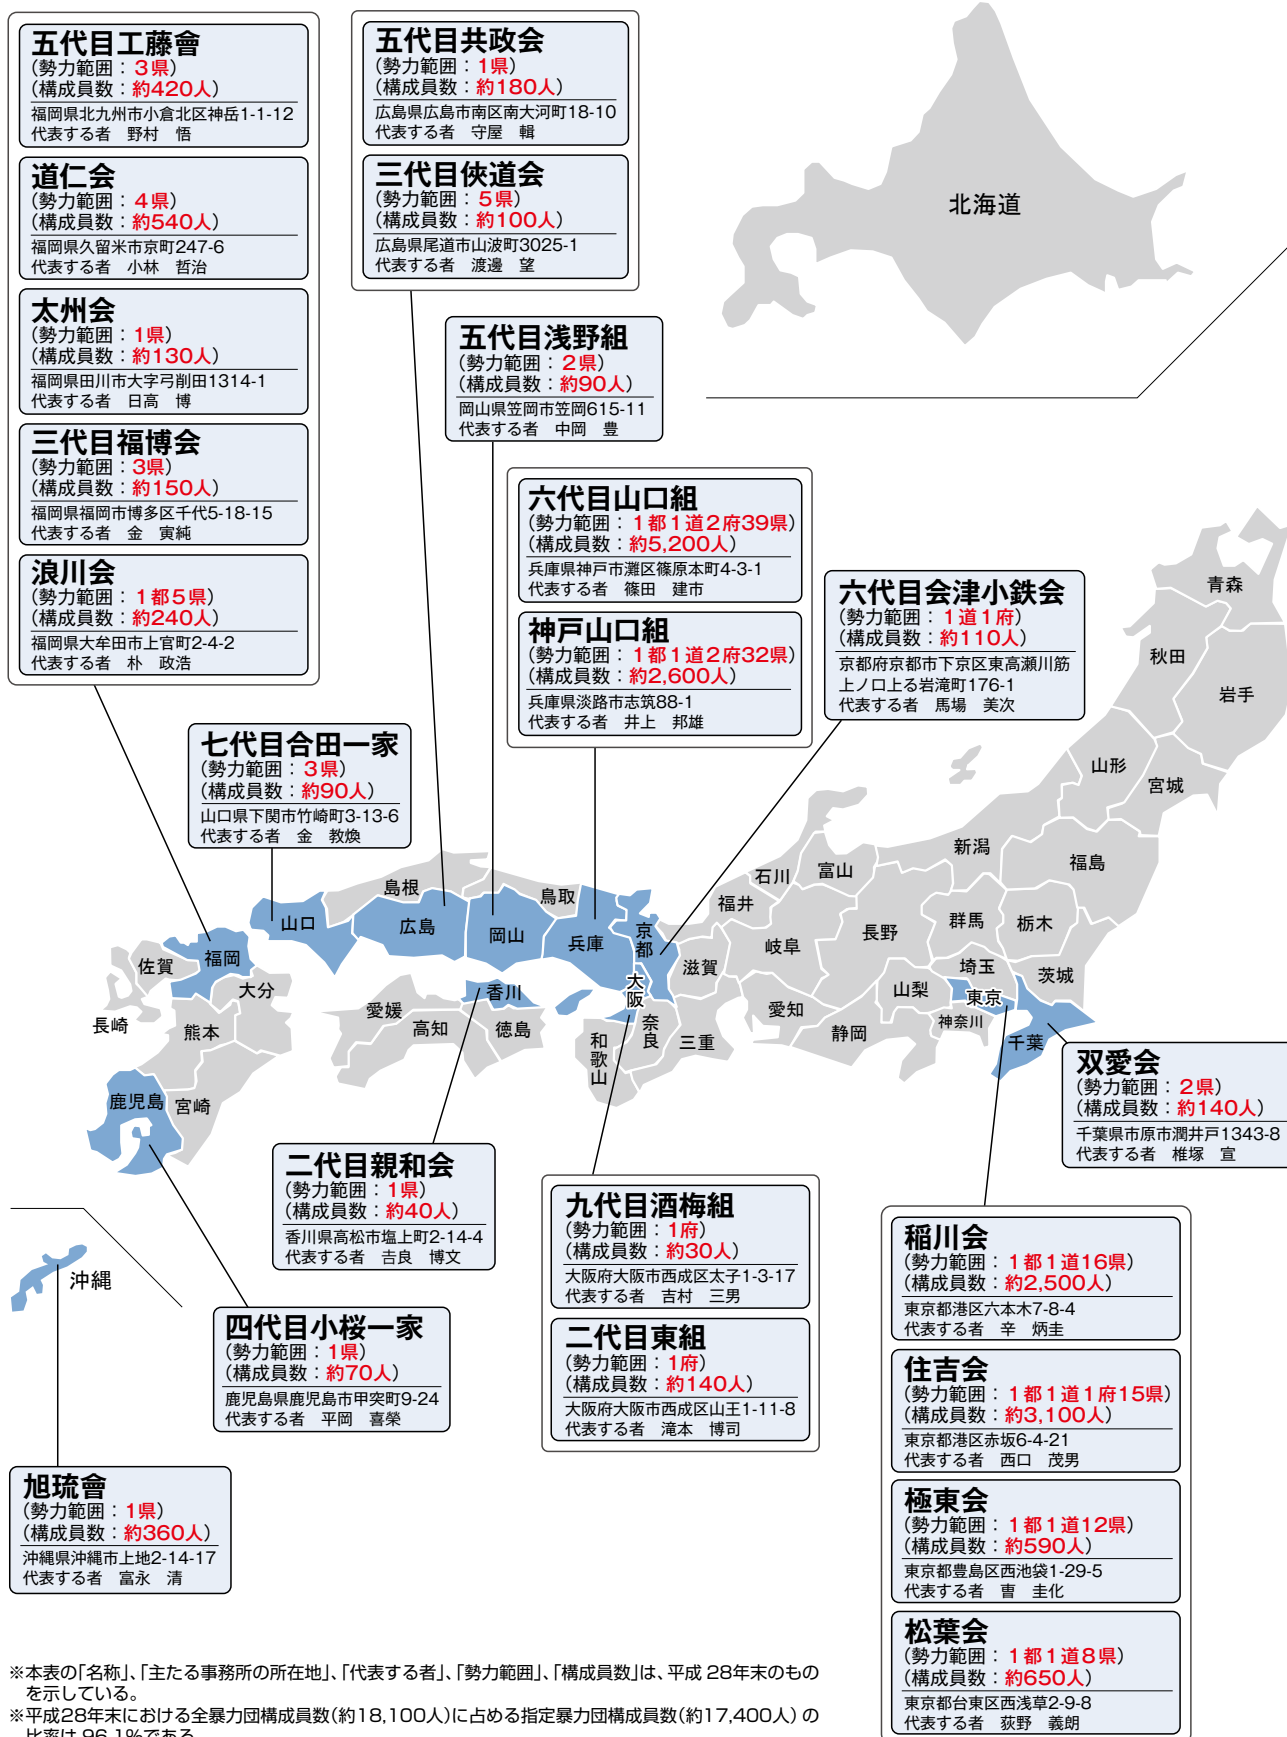 五代目工藤會
(勢力範囲：3県)
(構成員数：約420人)
福岡県北九州市小倉北区神岳1-1-12
代表する者 野村 悟
道仁会
(勢力範囲：4県)
(構成員数：約540人)
福岡県久留米市京町247-6
代表する者 小林 哲治
太州会
(勢力範囲：1県)
(構成員数：約130人)
福岡県田川市大字弓削田1314-1
代表する者 日高 博
三代目福博会
(勢力範囲：3県)
(構成員数：約150人)
福岡県福岡市博多区千代5-18-15
代表する者 金 寅純
浪川会
(勢力範囲：1都5県)
(構成員数：約240人)
福岡県大牟田市上官町2-4-2
代表する者 朴 政浩
五代目共政会
(勢力範囲：1県)
(構成員数：約180人)
広島県広島市南区南大河町18-10
代表する者 守屋 輯
三代目俠道会
(勢力範囲：5県)
(構成員数：約100人)
広島県尾道市山波町3025-1
代表する者 渡邊 望
五代目浅野組
(勢力範囲：2県)
(構成員数：約90人)
岡山県笠岡市笠岡615-11
代表する者 中岡 豊
六代目山口組
(勢力範囲：1都1道2府39県)
(構成員数：約5,200人)
兵庫県神戸市灘区篠原本町4-3-1
代表する者 篠田 建市
神戸山口組
(勢力範囲：1都1道2府32県)
(構成員数：約2,600人)
兵庫県淡路市志筑88-1
代表する者 井上 邦雄
六代目会津小鉄会
(勢力範囲：1道1府)
(構成員数：約110人)
京都府京都市下京区東高瀬川筋
上ノ口上る岩滝町176-1
代表する者 馬場 美次
七代目合田一家
(勢力範囲：3県)
(構成員数：約90人)
山口県下関市竹崎町3-13-6
代表する者 金 教煥
北海道
青森
秋田
岩手
山形
宮城
新潟
福島
石川
富山
福井
群馬
栃木
長野
岐阜
埼玉
茨城
滋賀
山梨
東京
神奈川
千葉
愛知
静岡
三重
奈良
和歌山
大阪
京都
兵庫
鳥取
岡山
島根
広島
山口
香川
愛媛
高知
徳島
福岡
佐賀
大分
長崎
熊本
鹿児島
宮崎
沖縄
双愛会
(勢力範囲：2県)
(構成員数：約140人)
千葉県市原市潤井戸1343-8
代表する者 椎塚 宣
二代目親和会
(勢力範囲：1県)
(構成員数：約40人)
香川県高松市塩上町2-14-4
代表する者 吉良 博文
九代目酒梅組
(勢力範囲：1府)
(構成員数：約30人)
大阪府大阪市西成区太子1-3-17
代表する者 吉村 三男
二代目東組
(勢力範囲：1府)
(構成員数：約140人)
大阪府大阪市西成区山王1-11-8
代表する者 滝本 博司
四代目小桜一家
(勢力範囲：1県)
(構成員数：約70人)
鹿児島県鹿児島市甲突町9-24
代表する者 平岡 喜榮
旭琉會
(勢力範囲：1県)
(構成員数：約360人)
沖縄県沖縄市上地2-14-17
代表する者 富永 清
稲川会
(勢力範囲：1都1道16県)
(構成員数：約2,500人)
東京都港区六本木7-8-4
代表する者 辛 炳圭
住吉会
(勢力範囲：1都1道1府15県)
(構成員数：約3,100人)
東京都港区赤坂6-4-21
代表する者 西口 茂男
極東会
(勢力範囲：1都1道12県)
(構成員数：約590人)
東京都豊島区西池袋1-29-5
代表する者 曺 圭化
松葉会
(勢力範囲：1都1道8県)
(構成員数：約650人)
東京都台東区西浅草2-9-8
代表する者 荻野 義朗
※本表の「名称」、「主たる事務所の所在地」、「代表する者」、「勢力範囲」、「構成員数」は、平成 28年末のもの
を示している。
※平成28年末における全暴力団構成員数(約18,100人)に占める指定暴力団構成員数(約17,400人)の
比率は 96.1%である。